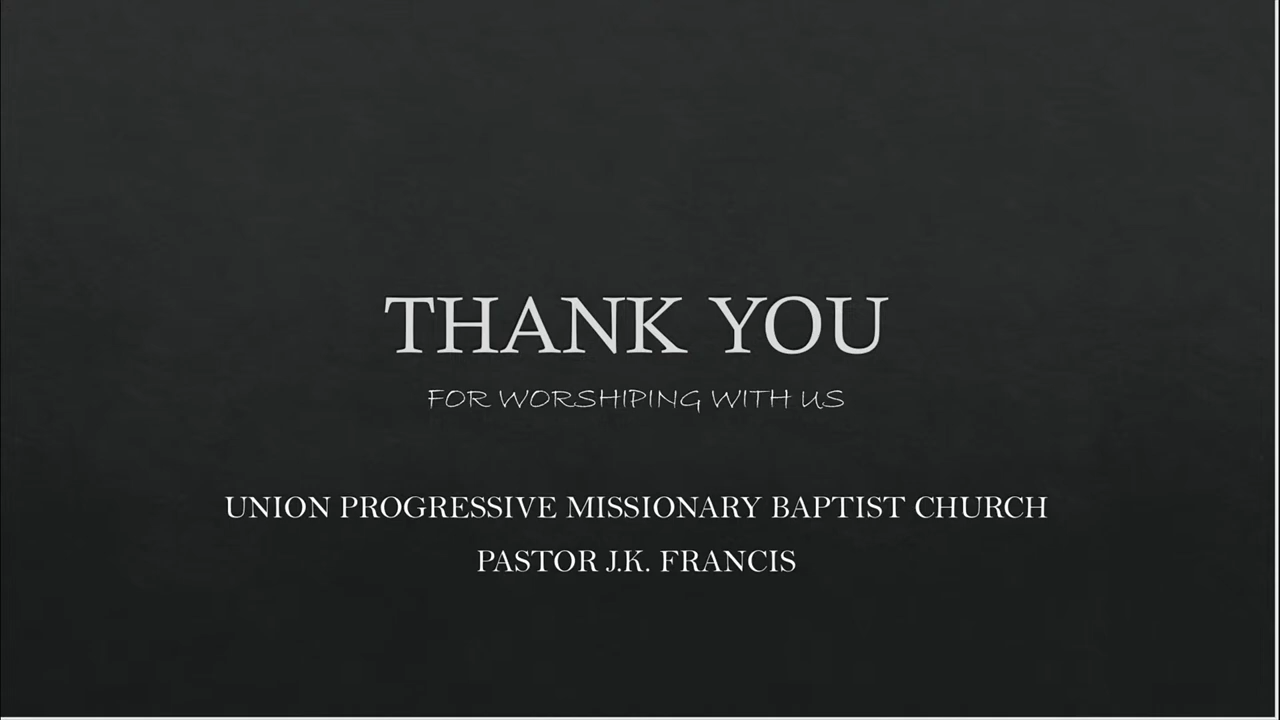 THANK YOU
FOR WORSHIPING WITH US
UNION PROGRESSIVE MISSIONARY BAPTIST CHURCH
PASTOR J.K. FRANCIS